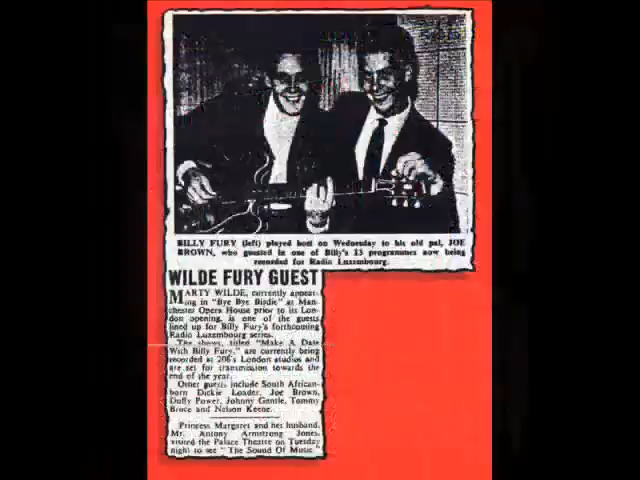 BILLY FURY (left) played host on Wednesday to his old pal, JOE
BROWN, who guested in one of Billy's 13 programmes now being
recorded for Radio Luxembourg.
WILDE FURY GUEST
MARTY WILDE, currently appear-
ing in "Bye Bye Birdie" at Man-
chester Opera House prior to its Lon-
don opening, is one of the guests
lined up for Billy Fury's forthcoming
Radio Luxembourg series.
The shows, titled "Make A Date
With Billy Fury," are currently being
recorded at 208's London studios and
are set for transmission towards the
end of the year.
Other guests include South African-
born Dickie Loader, Joe Brown,
Duffy Power, Johnny Gentle, Tommy
Bruce and Nelson Keene.
Princess Margaret and her husband,
Mr. Antony Armstrong Jones,
visited the Palace Theatre on Tuesday
night to see "The Sound Of Music"